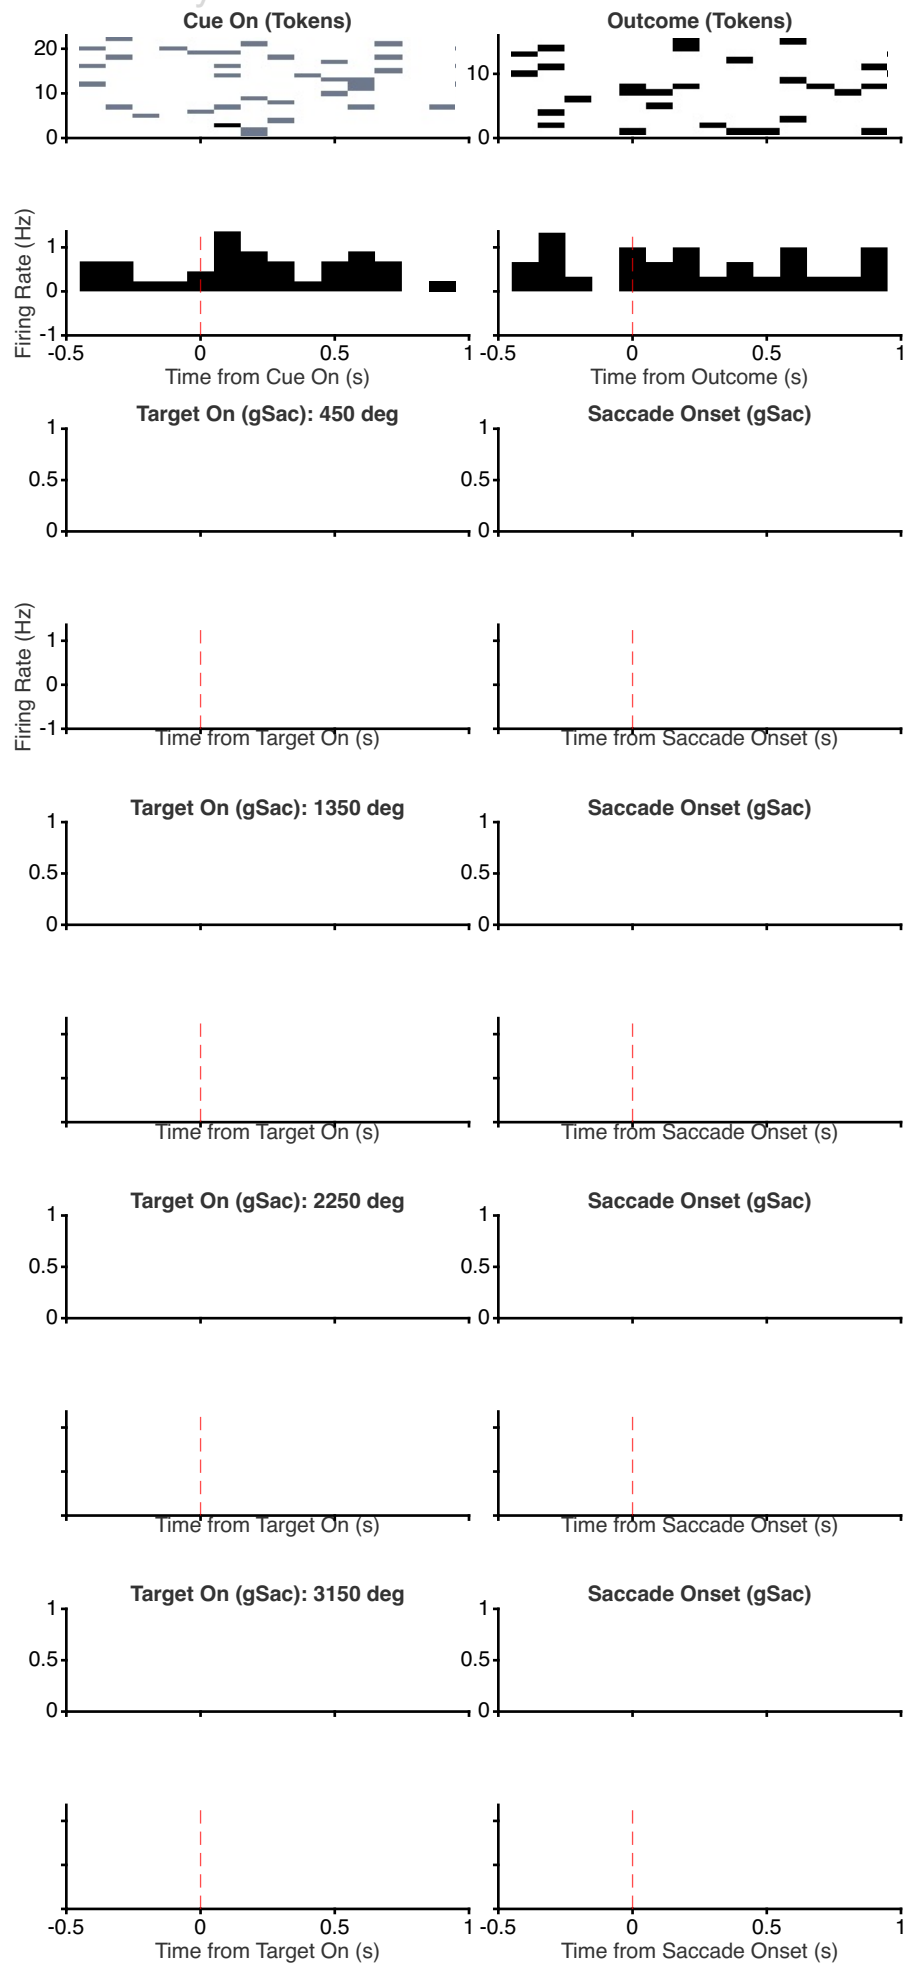 Cue On (Tokens) Outcome (Tokens)
20
10
0
10
0
Firing Rate (Hz)
1
0
-1
-0.5 0 0.5 1 -0.5 0 0.5 1
Time from Cue On (s) Time from Outcome (s)
Target On (gSac): 450 deg Saccade Onset (gSac)
1 1
0.5 0.5
0 0
Firing Rate (Hz)
1
0
-1
Time from Target On (s) Time from Saccade Onset (s)
Target On (gSac): 1350 deg Saccade Onset (gSac)
1 1
0.5 0.5
0 0
Time from Target On (s) Time from Saccade Onset (s)
Target On (gSac): 2250 deg Saccade Onset (gSac)
1 1
0.5 0.5
0 0
Time from Target On (s) Time from Saccade Onset (s)
Target On (gSac): 3150 deg Saccade Onset (gSac)
1 1
0.5 0.5
0 0
-0.5 0 0.5 1 -0.5 0 0.5 1
Time from Target On (s) Time from Saccade Onset (s)